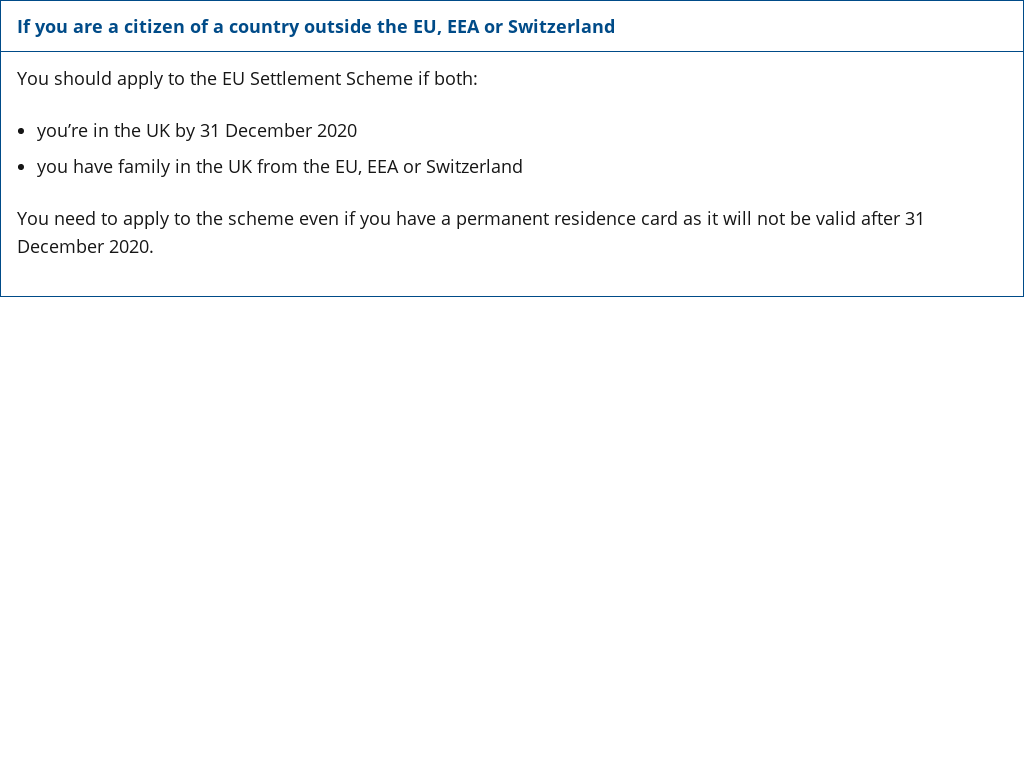 If you are a citizen of a country outside the EU, EEA or Switzerland
You should apply to the EU Settlement Scheme if both:
• you’re in the UK by 31 December 2020
• you have family in the UK from the EU, EEA or Switzerland
You need to apply to the scheme even if you have a permanent residence card as it will not be valid after 31
December 2020.